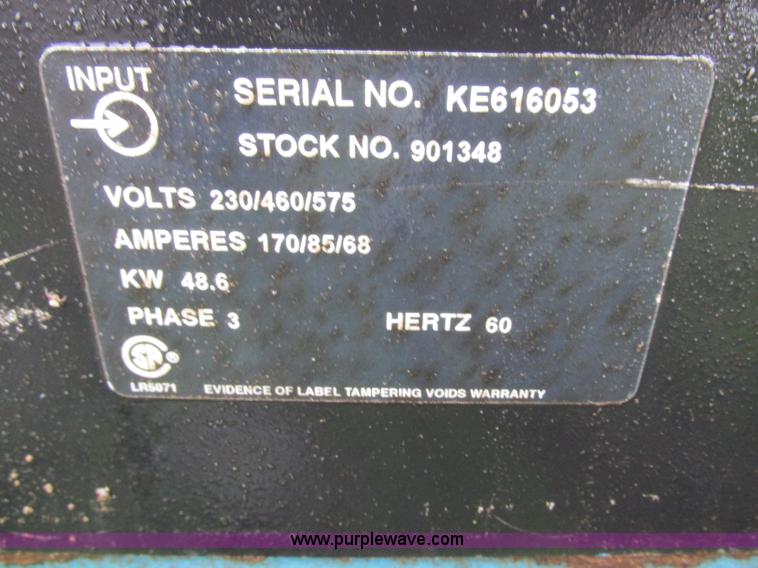 INPUT
SERIAL NO. KE616053
STOCK NO. 901348
VOLTS 230/460/575
AMPERES 170/85/68
KW 48.6
PHASE 3 HERTZ 60
SP ®
LR5071 EVIDENCE OF LABEL TAMPERING VOIDS WARRANTY
www.purplewave.com